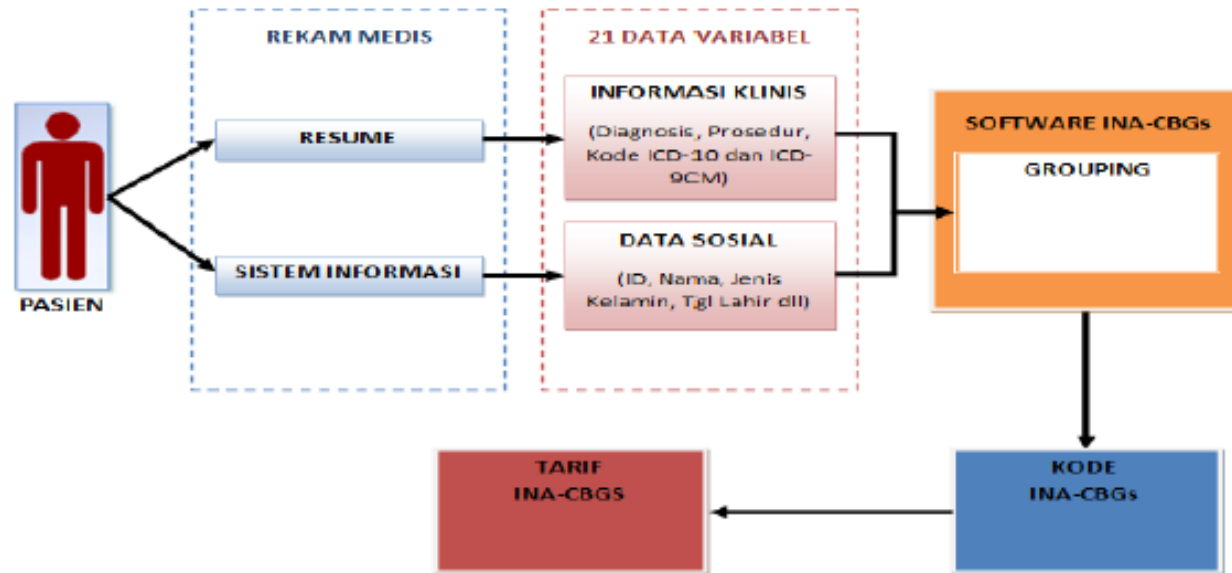 REKAM MEDIS
21 DATA VARIABEL
PASIEN
RESUME
SISTEM INFORMASI
INFORMASI KLINIS
(Diagnosis, Prosedur,
Kode ICD-10 dan ICD-
9CM)
DATA SOSIAL
(ID, Nama, Jenis
Kelamin, Tgl Lahir dll)
SOFTWARE INA-CBGs
GROUPING
KODE
INA-CBGs
TARIF
INA-CBGS